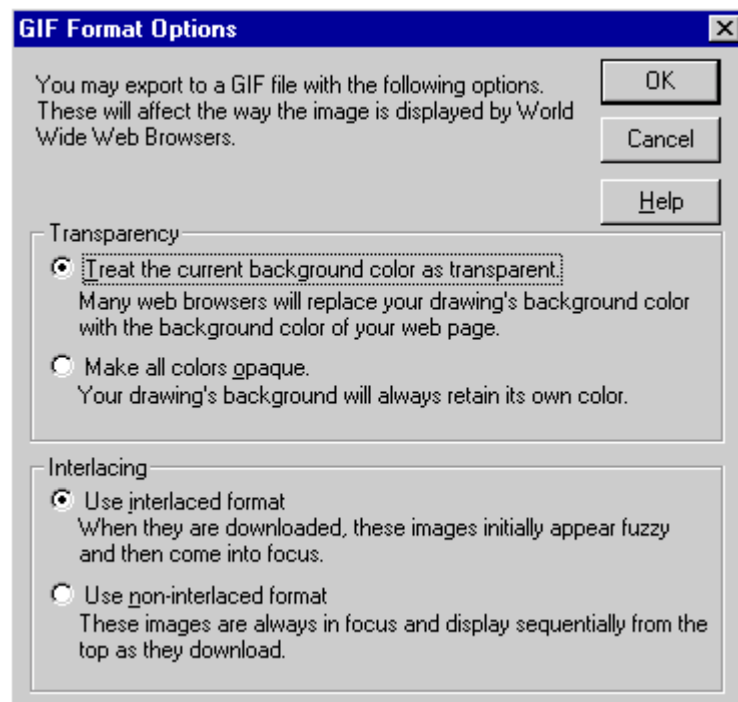 GIF Format Options
You may export to a GIF file with the following options.
These will affect the way the image is displayed by World
Wide Web Browsers.
OK
Cancel
Help
Transparency
Treat the current background color as transparent.
Many web browsers will replace your drawing's background color
with the background color of your web page.
Make all colors opaque.
Your drawing's background will always retain its own color.
Interlacing
Use interlaced format
When they are downloaded, these images initially appear fuzzy
and then come into focus.
Use non-interlaced format
These images are always in focus and display sequentially from the
top as they download.